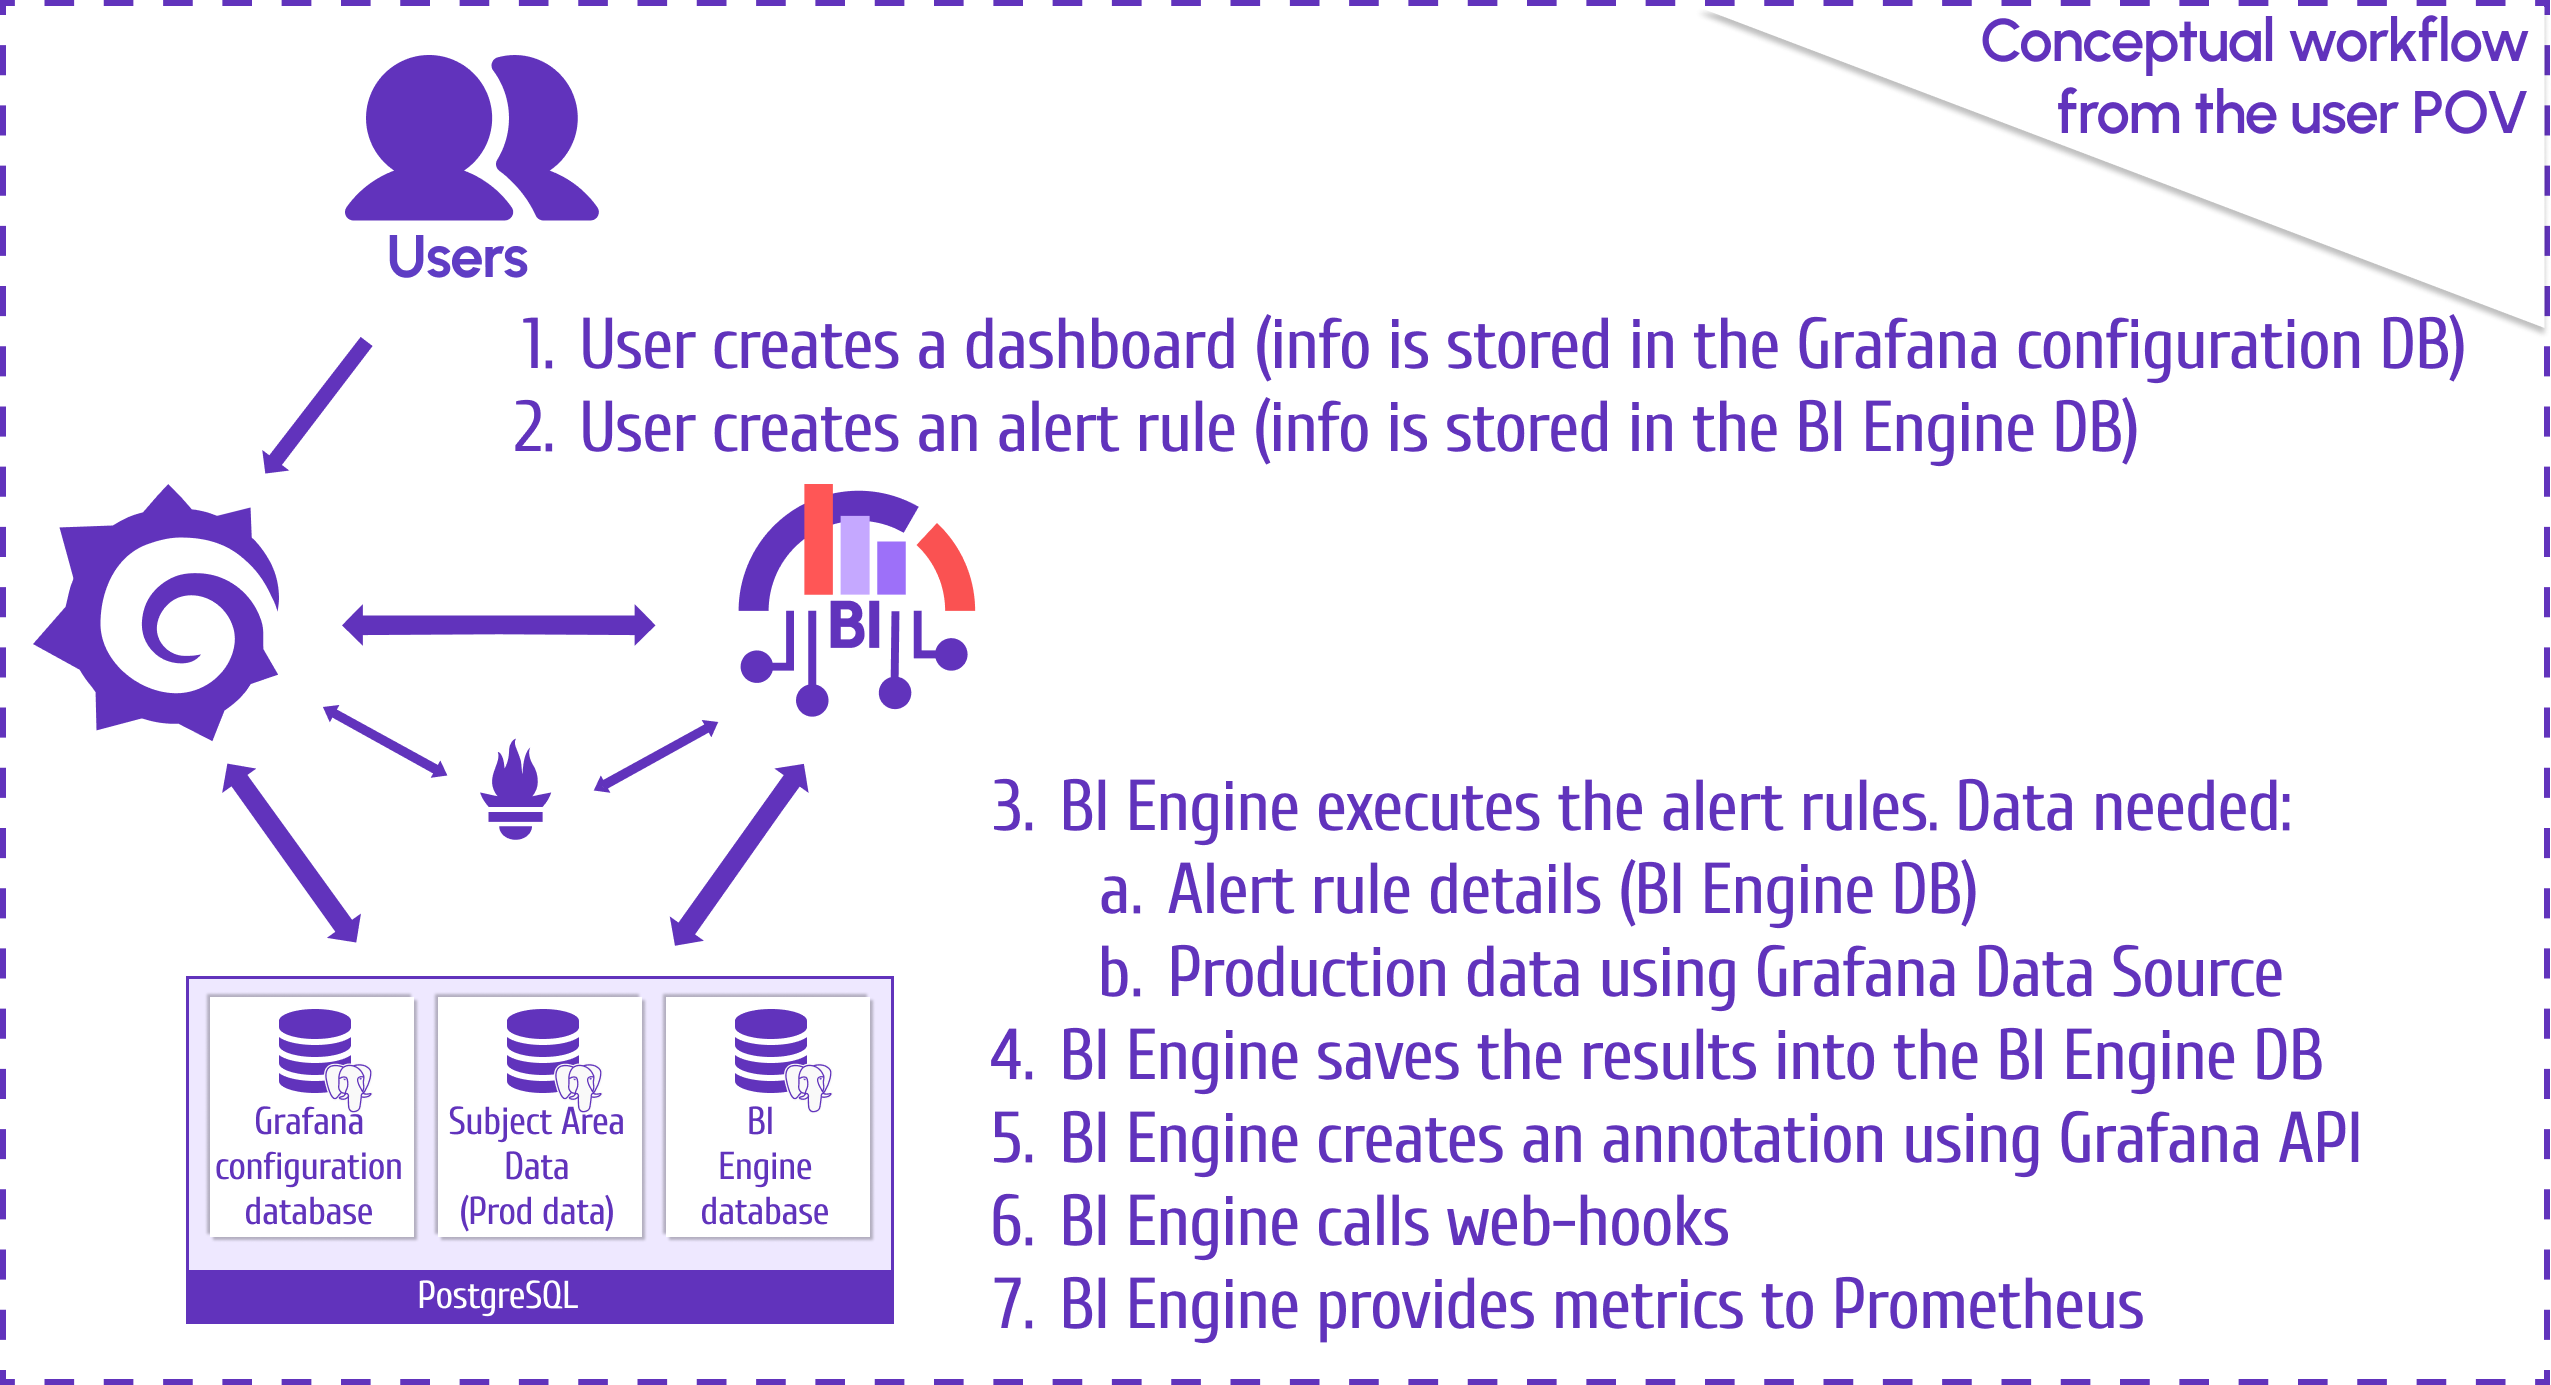 Conceptual workflow
from the user POV
Users
1. User creates a dashboard (info is stored in the Grafana configuration DB)
2. User creates an alert rule (info is stored in the BI Engine DB)
BI
3. BI Engine executes the alert rules. Data needed:
a. Alert rule details (BI Engine DB)
b. Production data using Grafana Data Source
4. BI Engine saves the results into the BI Engine DB
5. BI Engine creates an annotation using Grafana API
6. BI Engine calls web-hooks
7. BI Engine provides metrics to Prometheus
Grafana
configuration
database
Subject Area
Data
(Prod data)
BI
Engine
database
PostgreSQL